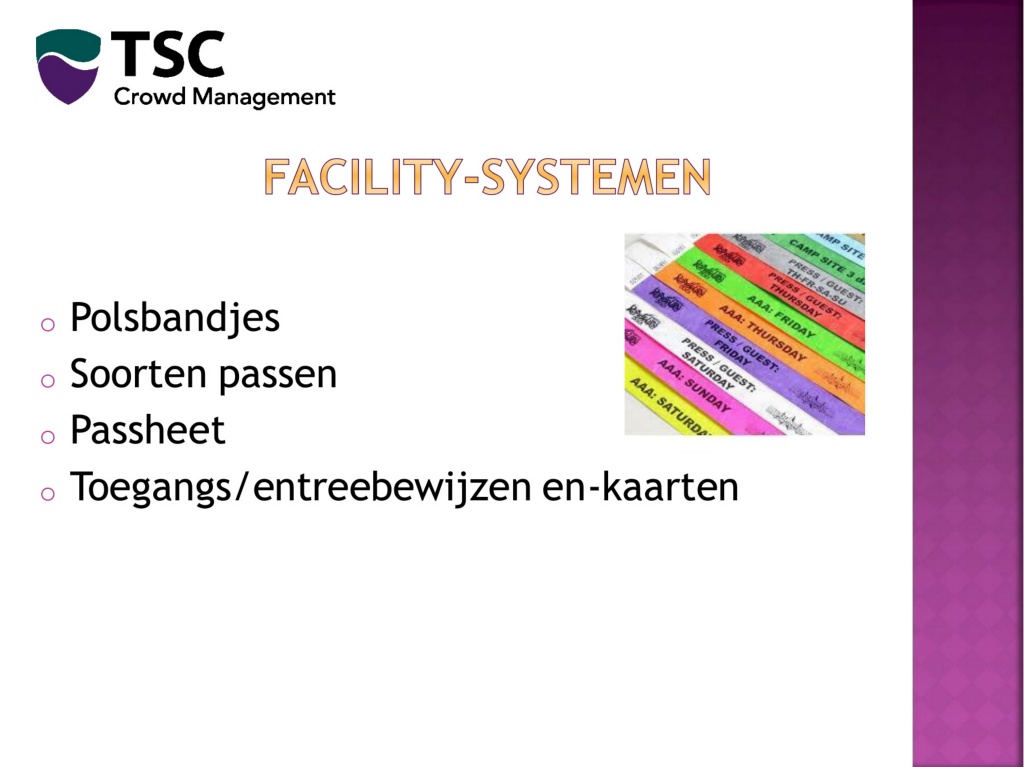 TSC
Crowd Management
FACILITY-SYSTEMEN
Polsbandjes
Soorten passen
Passheet
Toegangs/entreebewijzen en-kaarten
AMP SITE
CAMP SITE 3 d
PRESS / GUEST:
TH-FR-SA-SU
PRESS / GUEST:
THURSDAY
AAA: FRIDAY
AAA: THURSDAY
PRESS / GUEST:
FRIDAY
PRESS / GUEST:
SATURDAY
AAA: SUNDAY
AAA: SATURDA